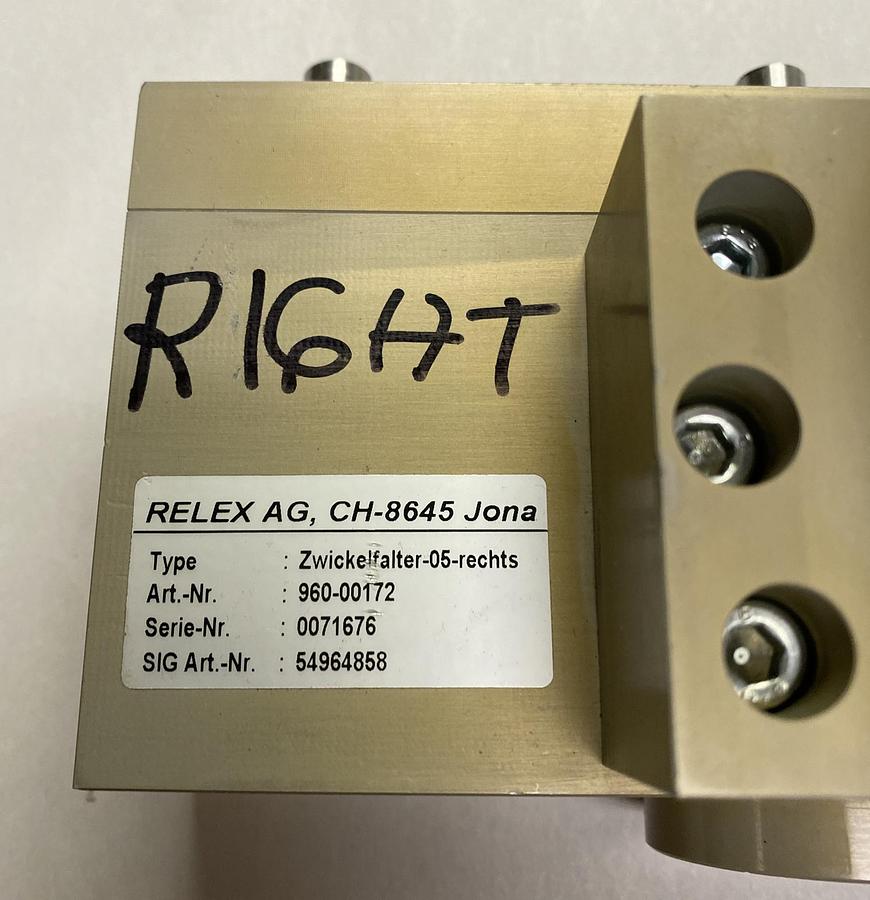 RIGHT
RELEX AG, CH-8645 Jona
Type : Zwickelfalter-05-rechts
Art.-Nr. : 960-00172
Serie-Nr. : 0071676
SIG Art.-Nr. : 54964858